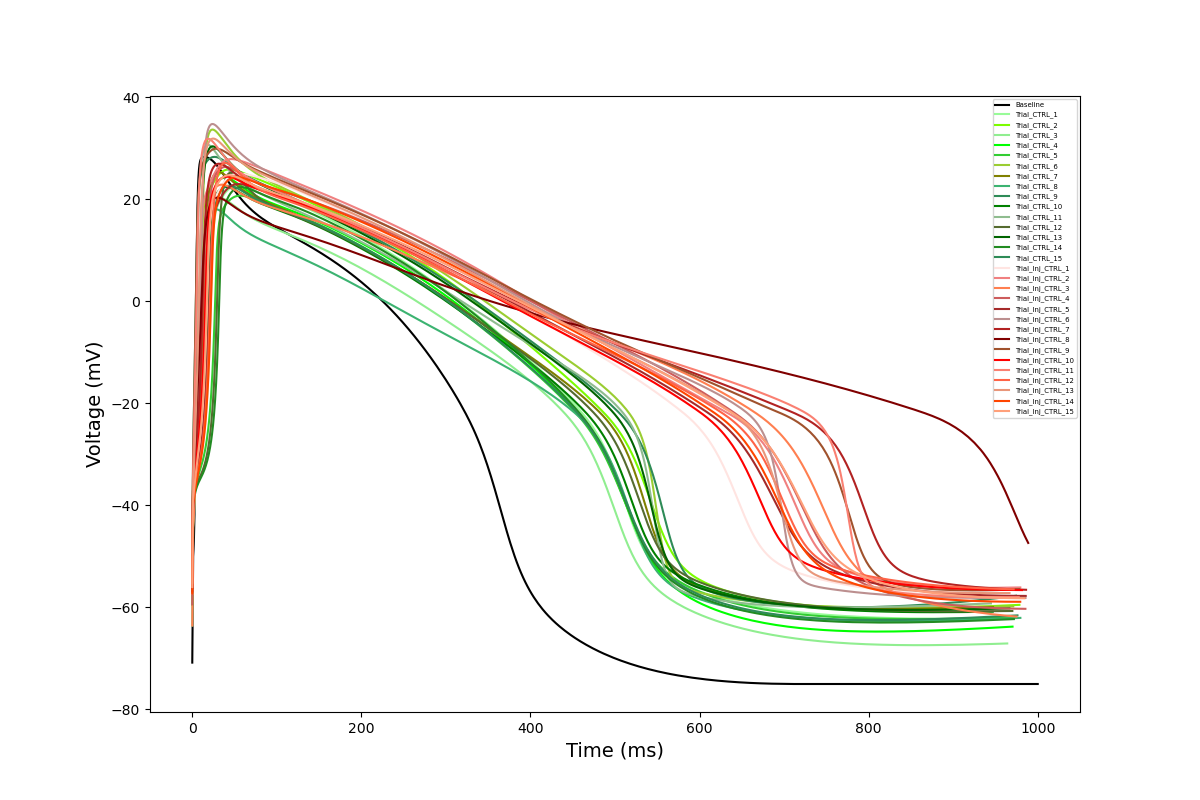 40
20
0
−20
−40
−60
−80
0
200
400
600
800
1000
Voltage (mV)
Time (ms)
Baseline
Trial_CTRL_1
Trial_CTRL_2
Trial_CTRL_3
Trial_CTRL_4
Trial_CTRL_5
Trial_CTRL_6
Trial_CTRL_7
Trial_CTRL_8
Trial_CTRL_9
Trial_CTRL_10
Trial_CTRL_11
Trial_CTRL_12
Trial_CTRL_13
Trial_CTRL_14
Trial_CTRL_15
Trial_Inj_CTRL_1
Trial_Inj_CTRL_2
Trial_Inj_CTRL_3
Trial_Inj_CTRL_4
Trial_Inj_CTRL_5
Trial_Inj_CTRL_6
Trial_Inj_CTRL_7
Trial_Inj_CTRL_8
Trial_Inj_CTRL_9
Trial_Inj_CTRL_10
Trial_Inj_CTRL_11
Trial_Inj_CTRL_12
Trial_Inj_CTRL_13
Trial_Inj_CTRL_14
Trial_Inj_CTRL_15